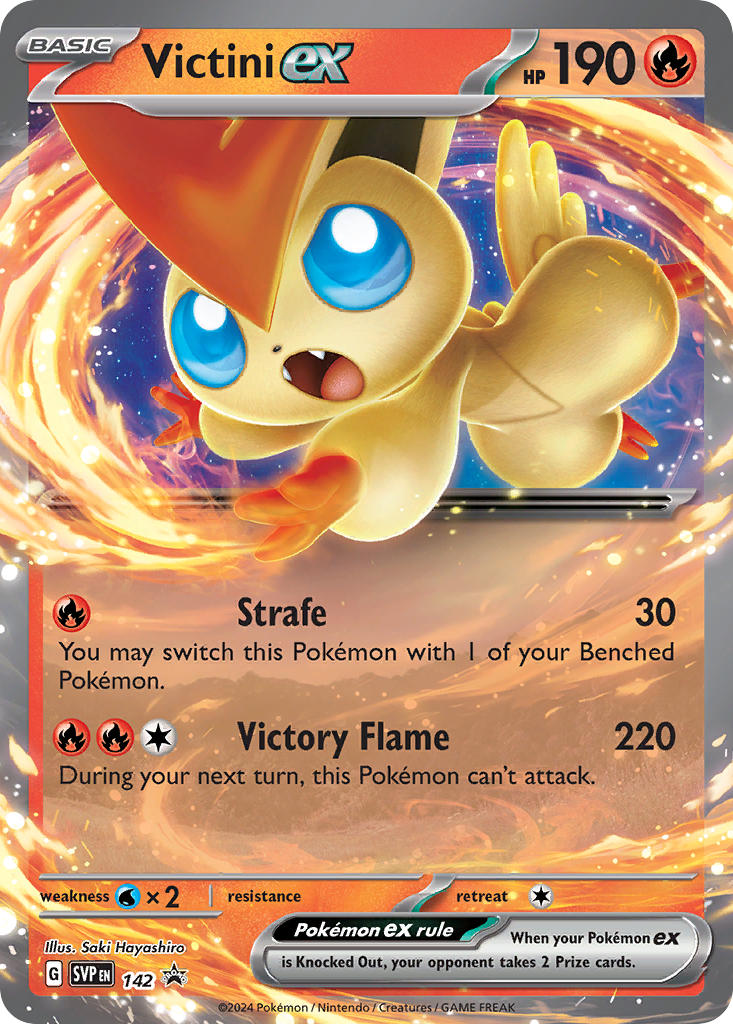 BASIC Victini ex HP 190
Strafe 30
You may switch this Pokémon with 1 of your Benched
Pokémon.
Victory Flame 220
During your next turn, this Pokémon can't attack.
weakness ×2 resistance retreat
Illus. Saki Hayashiro
Pokémon ex rule When your Pokémon ex
is Knocked Out, your opponent takes 2 Prize cards.
G SVP EN 142 PROMO
©2024 Pokémon / Nintendo / Creatures / GAME FREAK